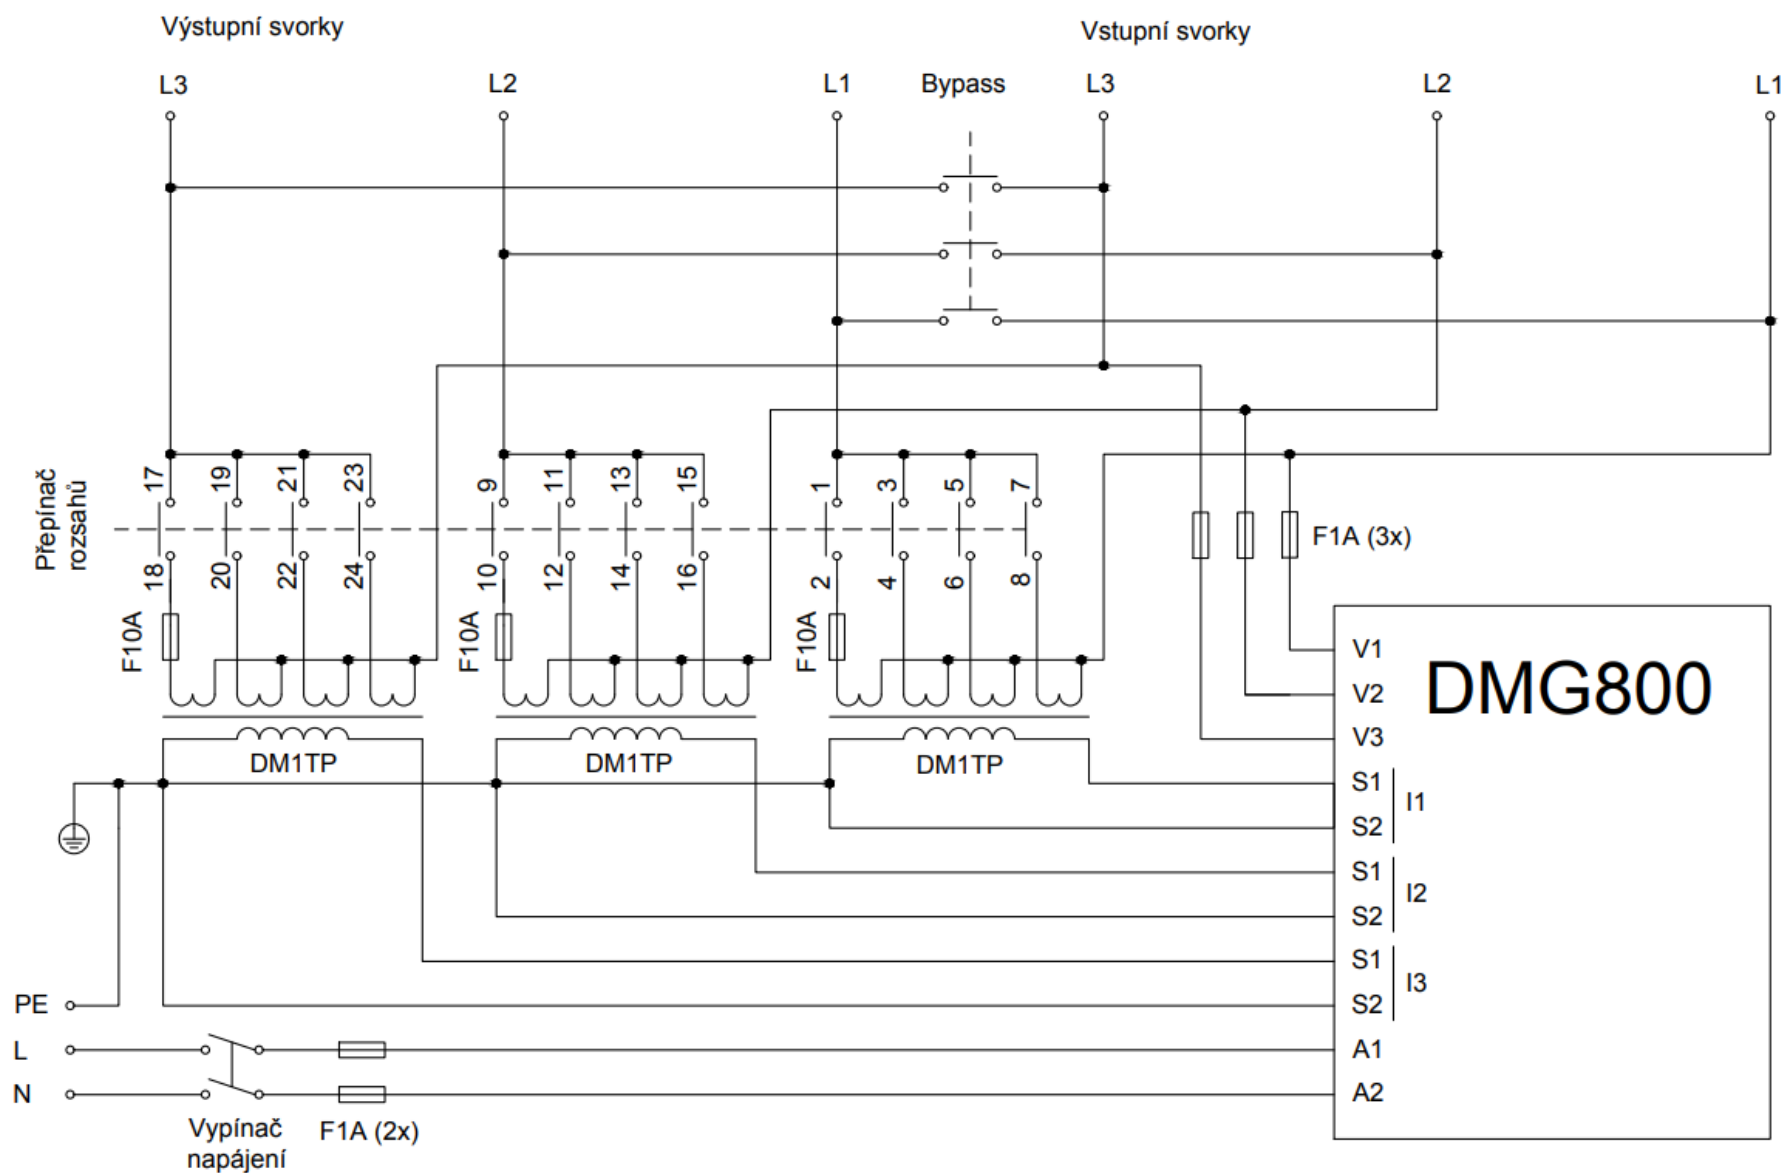 Výstupní svorky
Vstupní svorky
L3
L2
L1
Bypass
L3
L2
L1
Přepínač
rozsahů
17
19
21
23
9
11
13
15
1
3
5
7
18
20
22
24
10
12
14
16
2
4
6
8
F10A
F10A
F10A
F1A (3x)
DM1TP
DM1TP
DM1TP
DMG800
V1
V2
V3
S1
S2
I1
S1
S2
I2
S1
S2
I3
A1
A2
PE
L
N
Vypínač
napájení
F1A (2x)